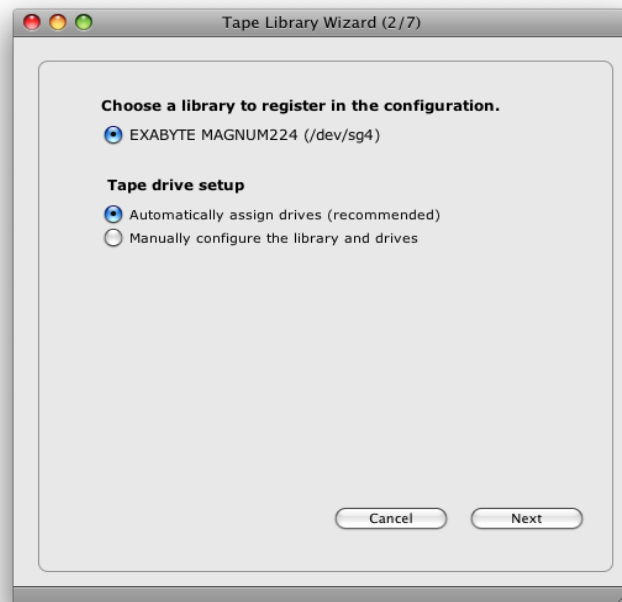 Tape Library Wizard (2/7)
Choose a library to register in the configuration.
EXABYTE MAGNUM224 (/dev/sg4)
Tape drive setup
Automatically assign drives (recommended)
Manually configure the library and drives
Cancel Next